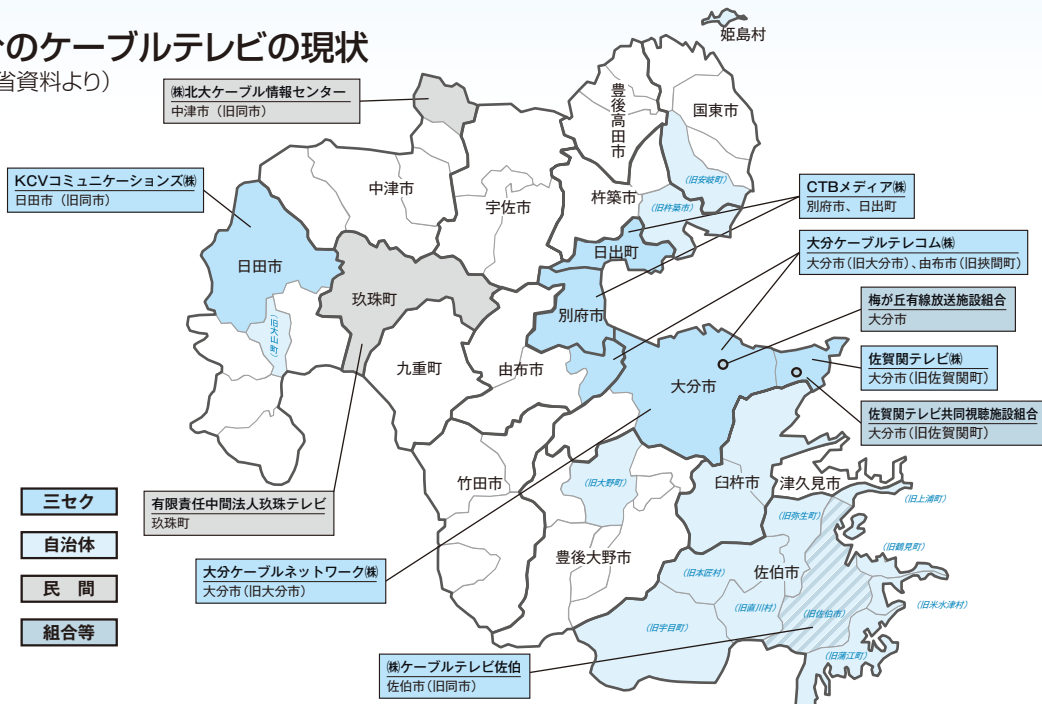 のケーブルテレビの現状
省資料より）
姫島村
㈱北大ケーブル情報センター
中津市（旧同市）
豊後高田市
国東市
KCVコミュニケーションズ㈱
日田市（旧同市）
中津市
宇佐市
杵築市
(旧安岐町)
(旧杵築市)
CTBメディア㈱
別府市、日出町
日出町
大分ケーブルテレコム㈱
大分市(旧大分市)、由布市(旧挾間町)
日田市
玖珠町
別府市
梅が丘有線放送施設組合
大分市
(旧大山町)
九重町
由布市
大分市
佐賀関テレビ㈱
大分市(旧佐賀関町)
佐賀関テレビ共同視聴施設組合
大分市(旧佐賀関町)
三セク
自治体
民　間
組合等
有限責任中間法人玖珠テレビ
玖珠町
竹田市
(旧大野町)
臼杵市
津久見市
(旧上浦町)
(旧弥生町)
豊後大野市
(旧鶴見町)
大分ケーブルネットワーク㈱
大分市(旧大分市)
(旧本匠村)
佐伯市
(旧直川村)
(旧佐伯市)
(旧米水津村)
(旧宇目町)
(旧蒲江町)
㈱ケーブルテレビ佐伯
佐伯市(旧同市)